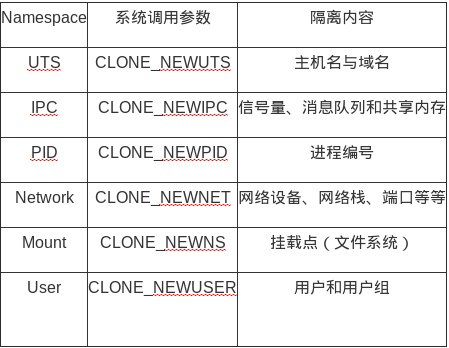 Namespace 系统调用参数 隔离内容
UTS CLONE_NEWUTS 主机名与域名
IPC CLONE_NEWIPC 信号量、消息队列和共享内存
PID CLONE_NEWPID 进程编号
Network CLONE_NEWNET 网络设备、网络栈、端口等等
Mount CLONE_NEWNS 挂载点（文件系统）
User CLONE_NEWUSER 用户和用户组